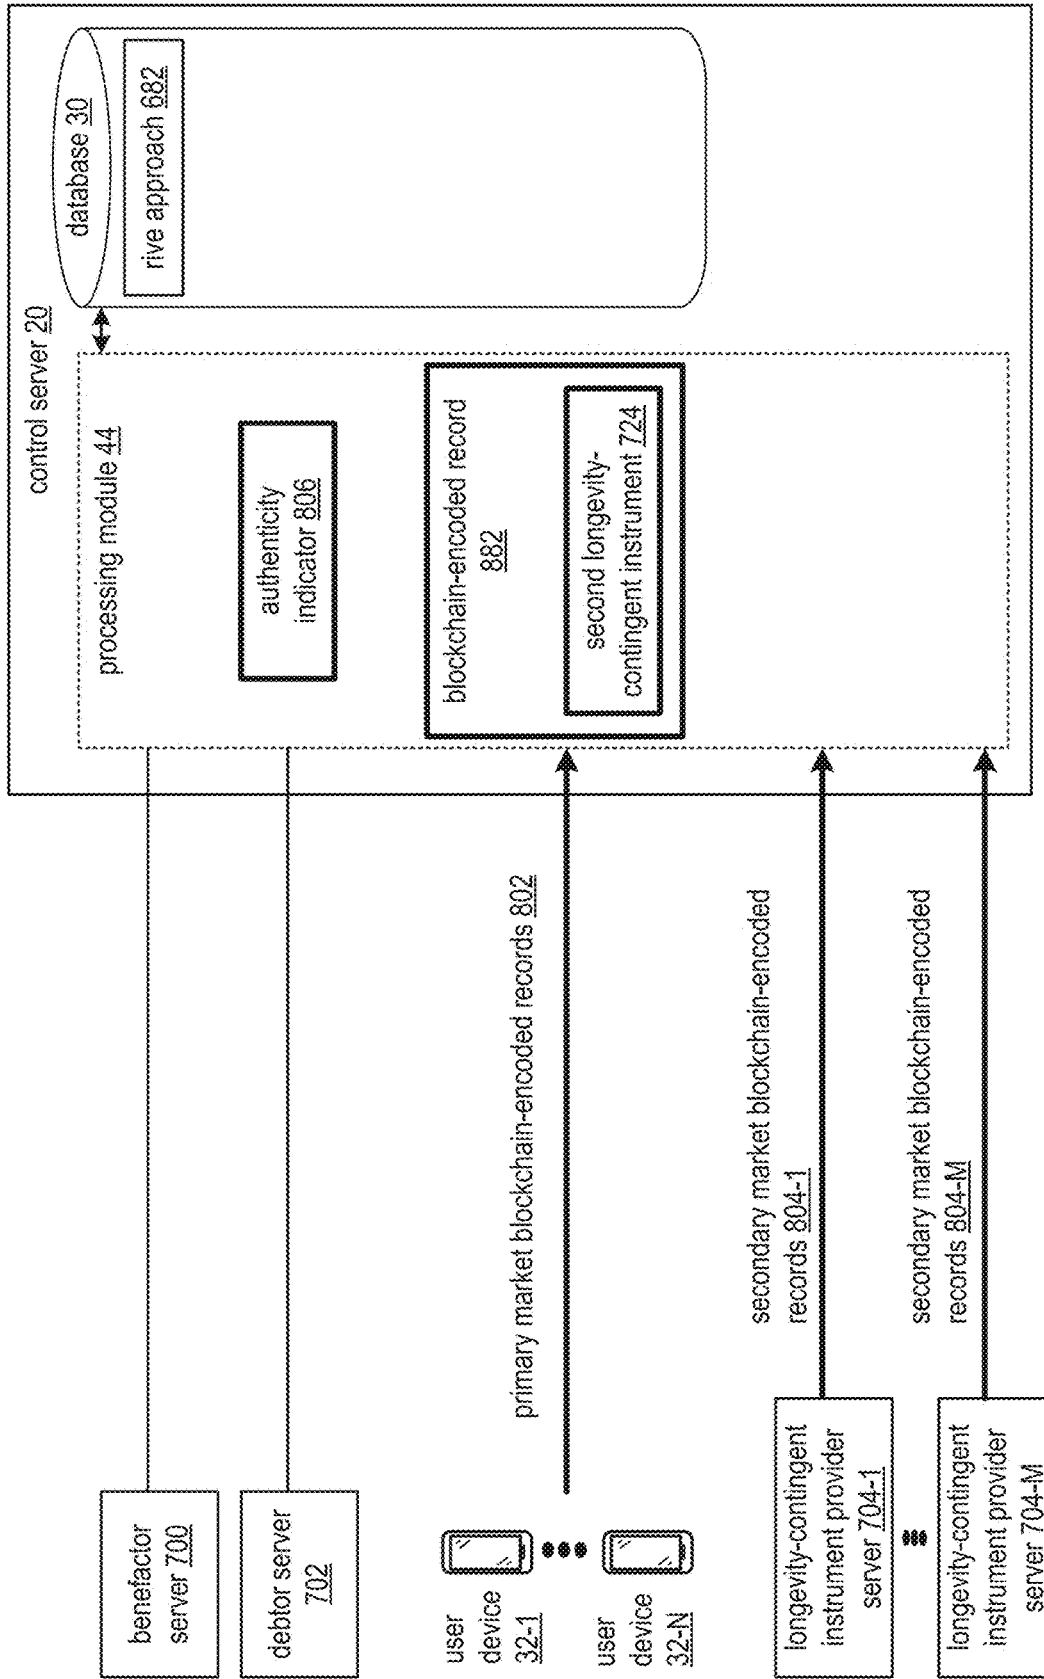 control server 20
database 30
rive approach 682
processing module 44
authenticity
indicator 806
blockchain-encoded record
882
second longevity-
contingent instrument 724
primary market blockchain-encoded records 802
secondary market blockchain-encoded
records 804-1
secondary market blockchain-encoded
records 804-M
benefactor
server 700
debtor server
702
user
device
32-1
user
device
32-N
longevity-contingent
instrument provider
server 704-1
longevity-contingent
instrument provider
server 704-M